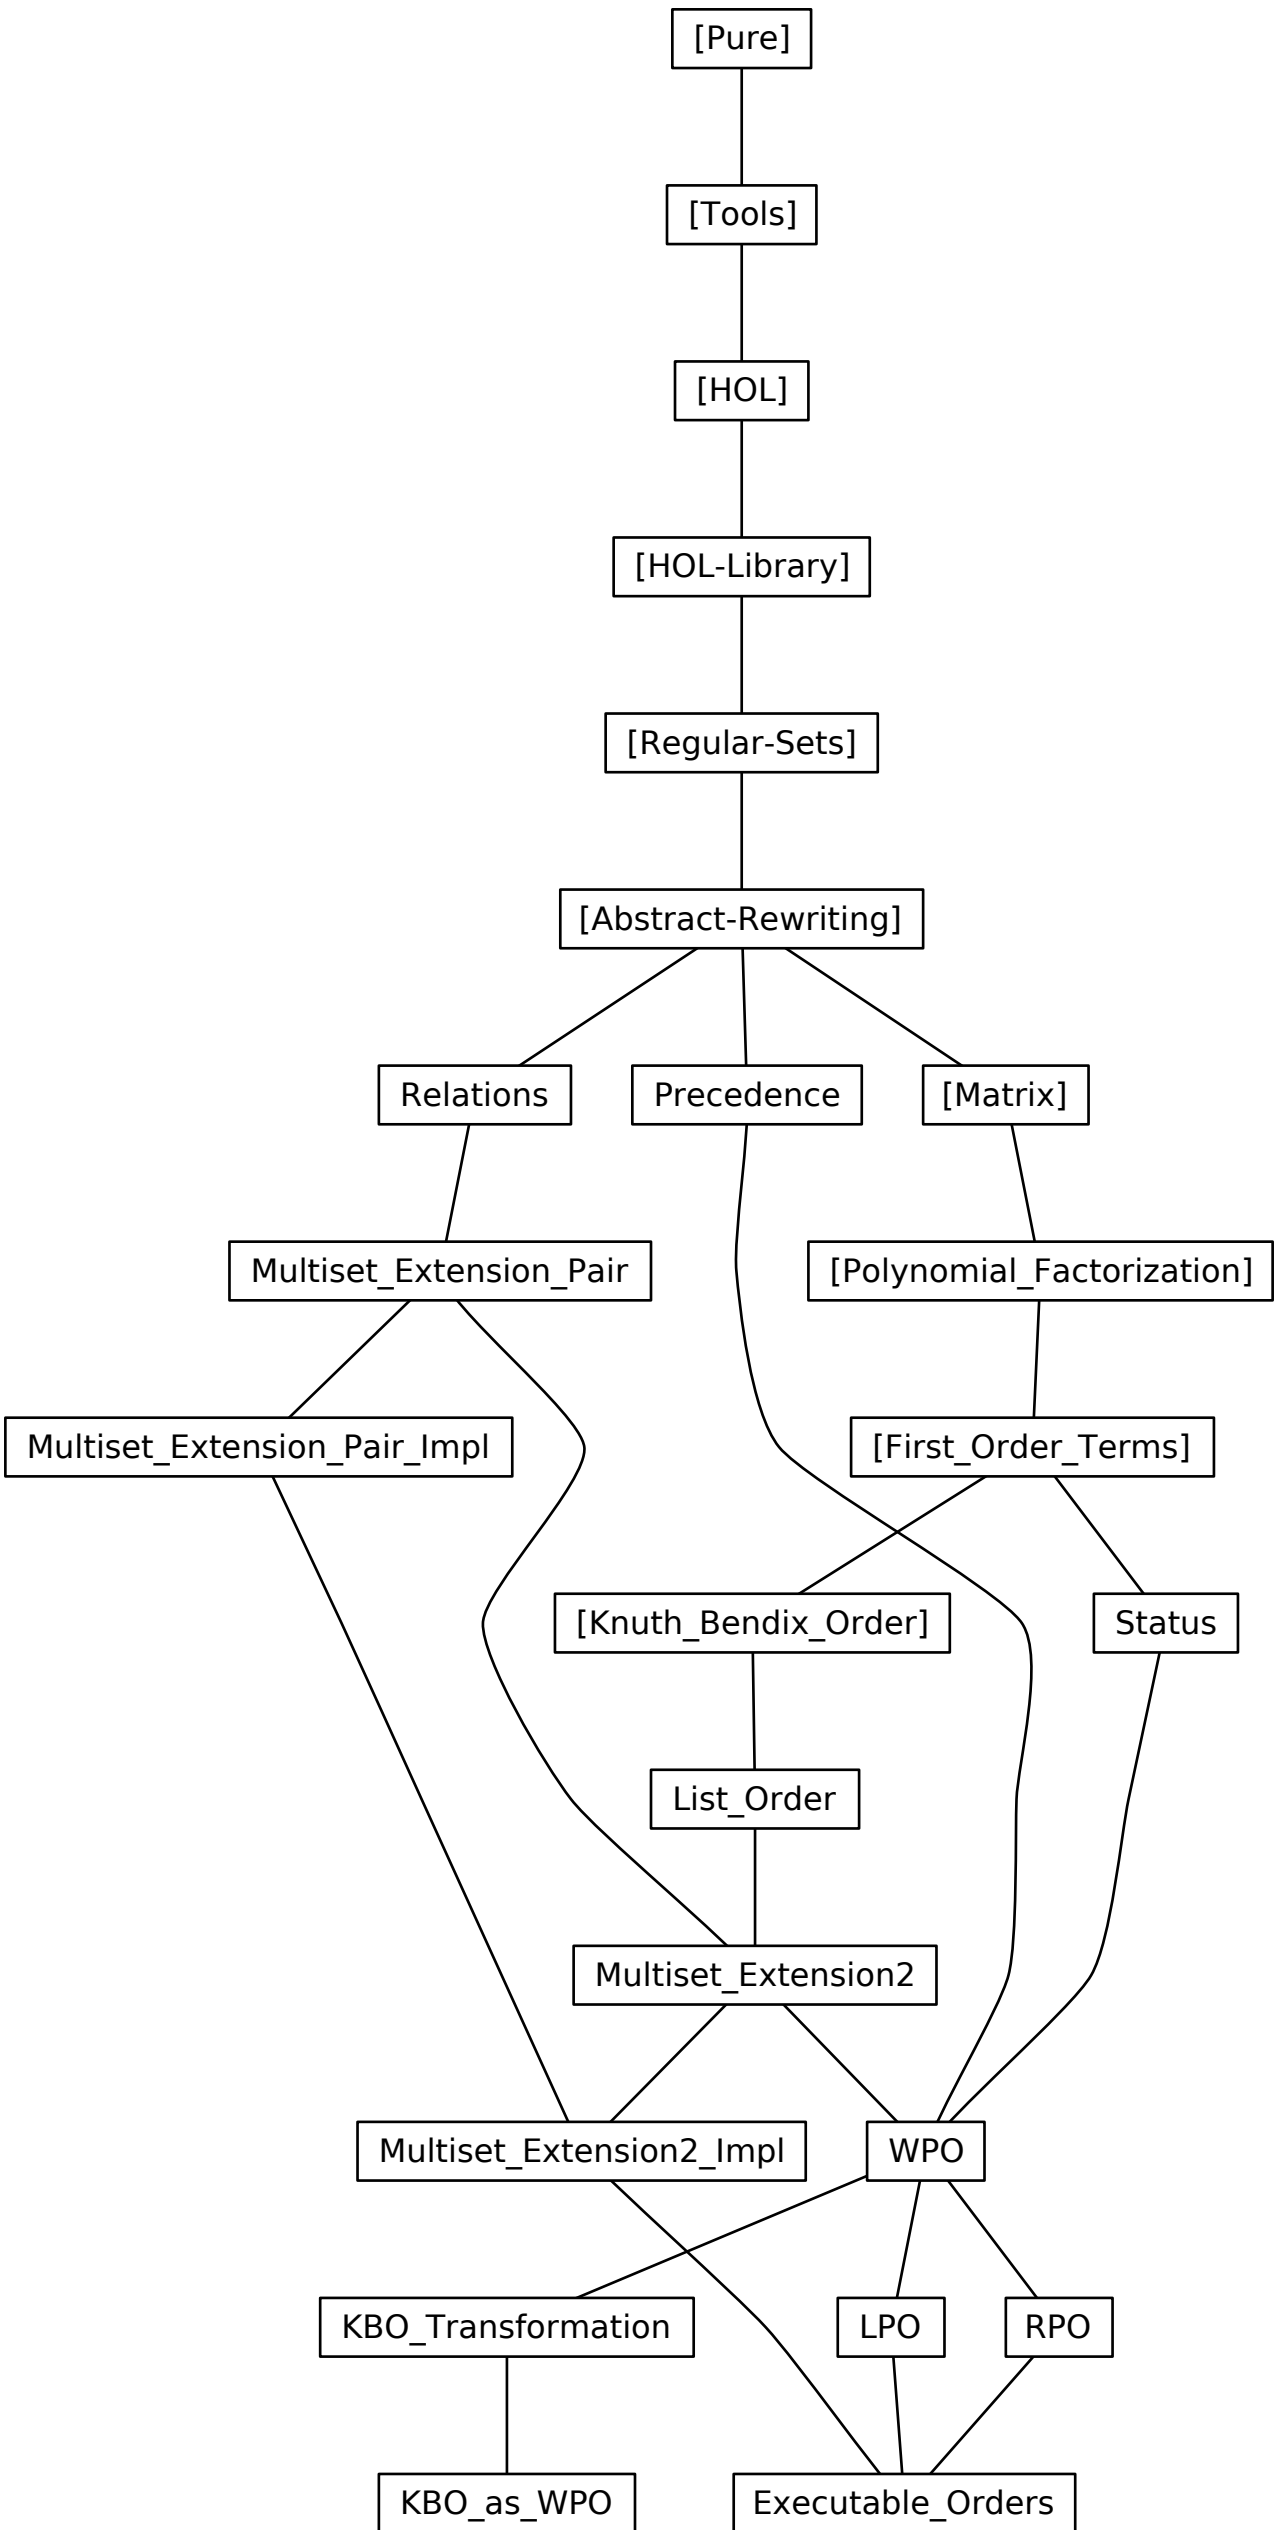 [Pure]
[Tools]
[HOL]
[HOL-Library]
[Regular-Sets]
[Abstract-Rewriting]
Relations
Precedence
[Matrix]
Multiset_Extension_Pair
[Polynomial_Factorization]
Multiset_Extension_Pair_Impl
[First_Order_Terms]
[Knuth_Bendix_Order]
Status
List_Order
Multiset_Extension2
Multiset_Extension2_Impl
WPO
KBO_Transformation
LPO
RPO
KBO_as_WPO
Executable_Orders